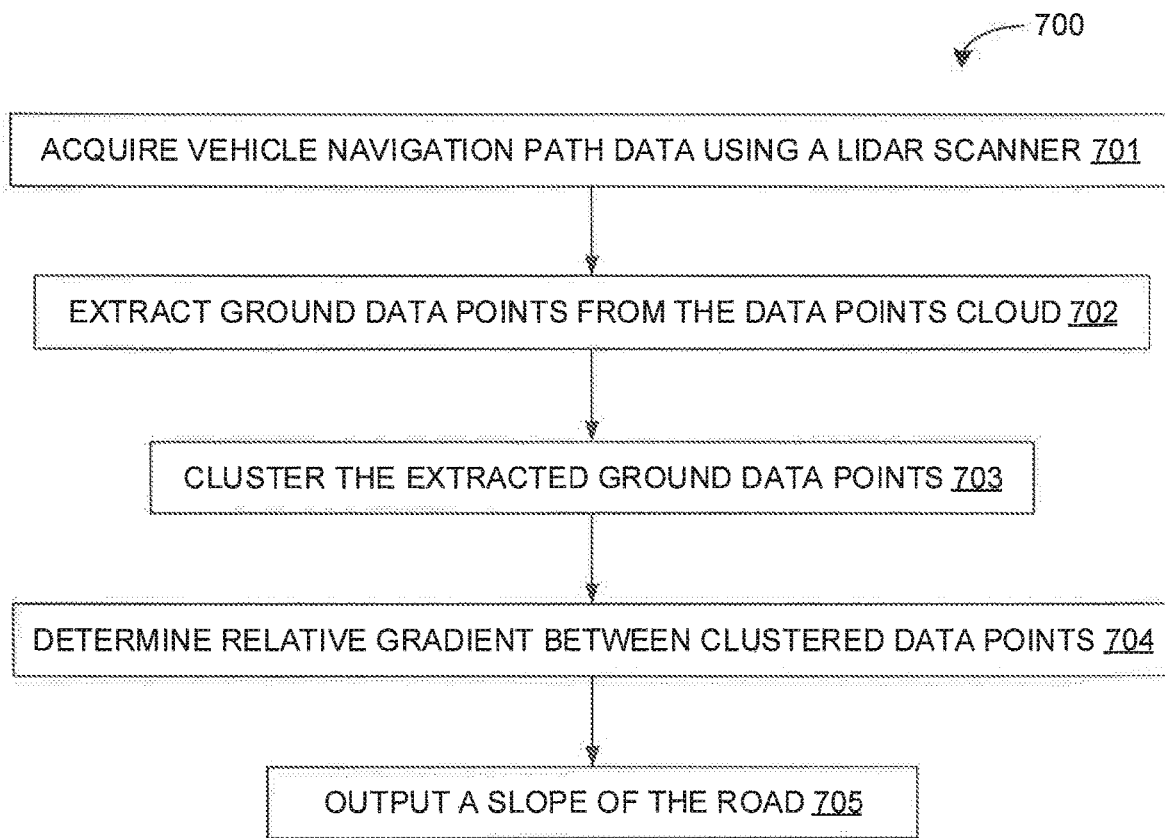 700
ACQUIRE VEHICLE NAVIGATION PATH DATA USING A LIDAR SCANNER 701
EXTRACT GROUND DATA POINTS FROM THE DATA POINTS CLOUD 702
CLUSTER THE EXTRACTED GROUND DATA POINTS 703
DETERMINE RELATIVE GRADIENT BETWEEN CLUSTERED DATA POINTS 704
OUTPUT A SLOPE OF THE ROAD 705